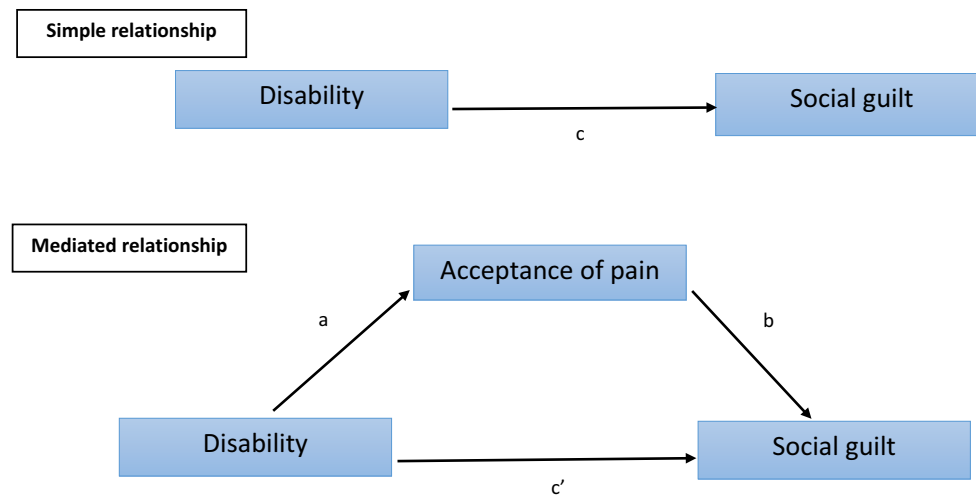 Simple relationship
Disability
Social guilt
c
Mediated relationship
Acceptance of pain
a
b
Disability
Social guilt
c’